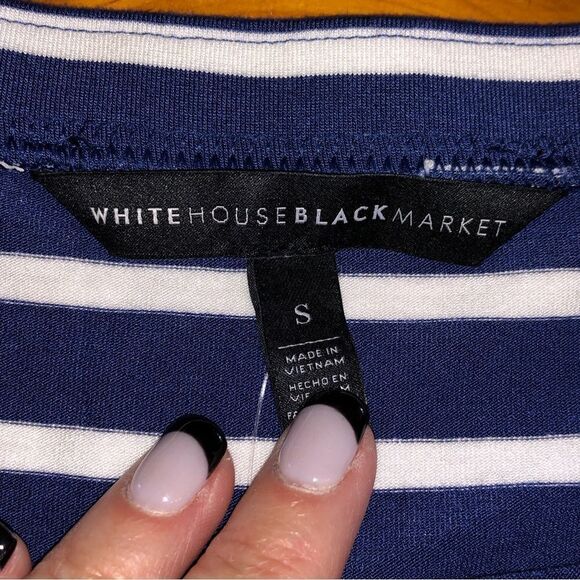 WHITEHOUSEBLACKMARKET
S
MADE IN
VIETNAM
HECHO EN